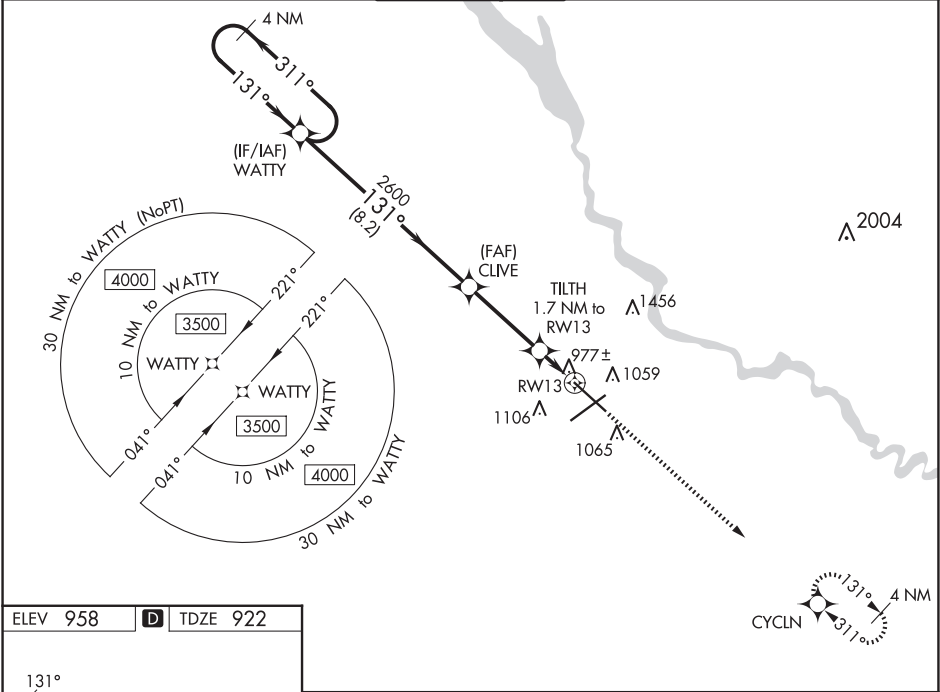 4 NM
311°
131°
(IF/IAF)
WATTY
2600
131°
(8.2)
2004
(FAF)
CLIVE
TILTH
1.7 NM to
RW13
1456
977±
1059
RW13
1106
1065
30 NM to WATTY (NoPT)
4000
221°
10 NM to WATTY
3500
221°
WATTY
WATTY
041°
3500
041°
10 NM to WATTY
4000
30 NM to WATTY
131°
4 NM
CYCLN
311°
ELEV 958 D TDZE 922
131°